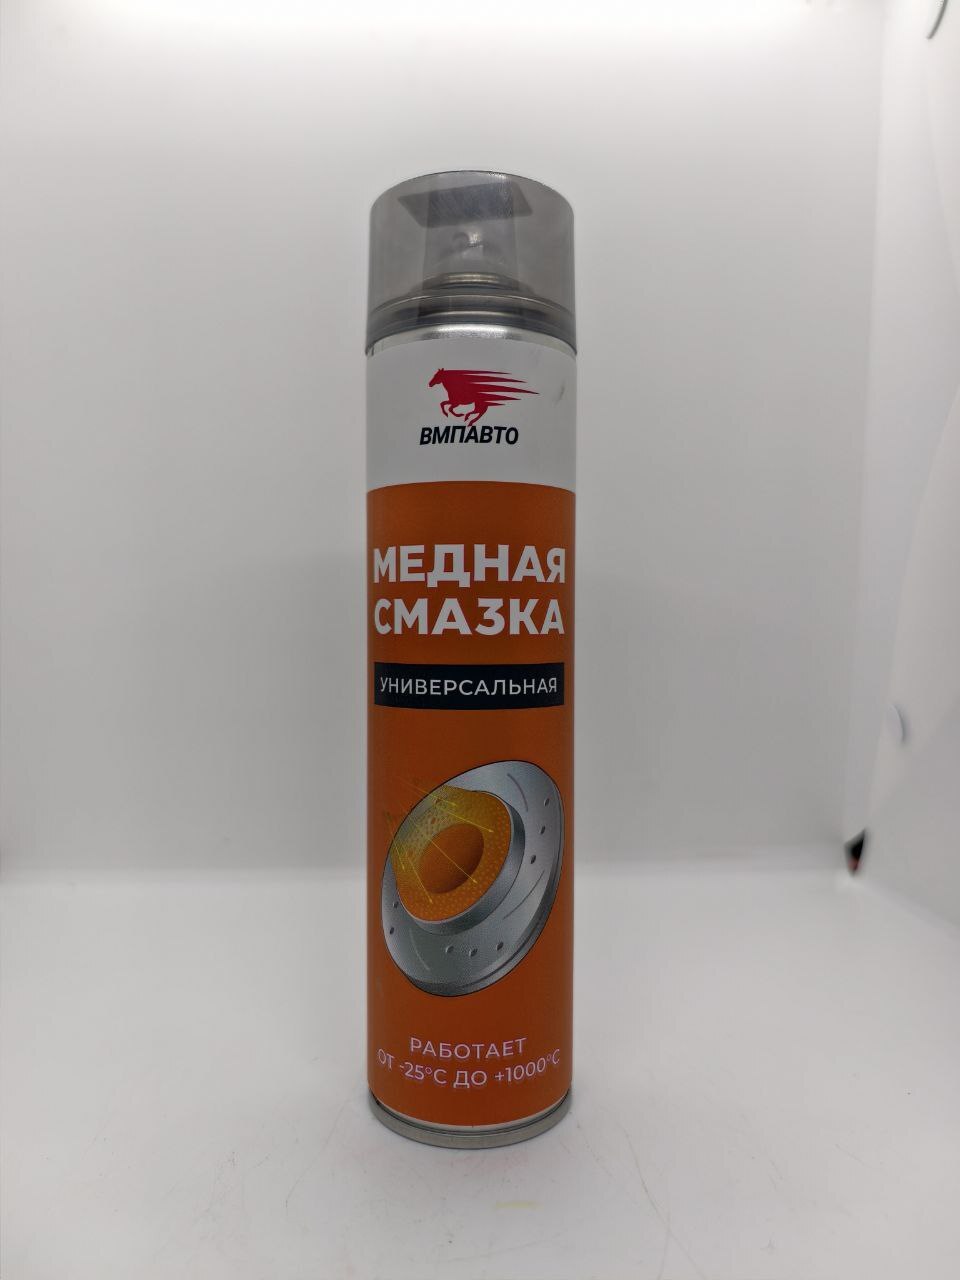 ВМПАВТО
МЕДНАЯ
СМАЗКА
УНИВЕРСАЛЬНАЯ
РАБОТАЕТ
ОТ -25°С ДО +1000°С